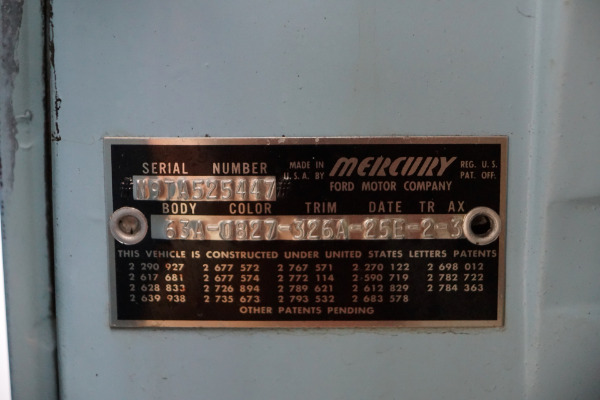 SERIAL NUMBER MADE IN U.S.A. BY MERCURY REG. U.S. PAT. OFF.
FORD MOTOR COMPANY
BODY COLOR TRIM DATE TR AX
THIS VEHICLE IS CONSTRUCTED UNDER UNITED STATES LETTERS PATENTS
2 290 927 2 677 572 2 767 571 2 270 122 2 698 012
2 617 681 2 677 574 2 772 114 2 590 719 2 782 722
2 628 833 2 726 894 2 789 621 2 612 829 2 784 363
2 639 938 2 735 673 2 793 532 2 683 578
OTHER PATENTS PENDING